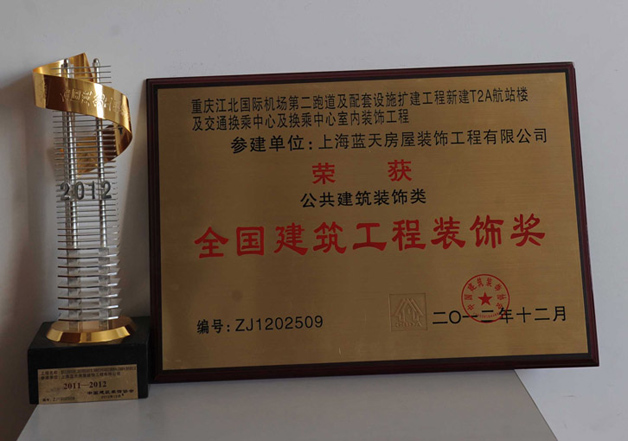 重庆江北国际机场第二跑道及配套设施扩建工程新建T2A航站楼
及交通换乘中心及换乘中心室内装饰工程
参建单位:上海蓝天房屋装饰工程有限公司
荣 获
公共建筑装饰类
全国建筑工程装饰奖
编号:ZJ1202509
二〇一二年十二月
2012
2011—2012